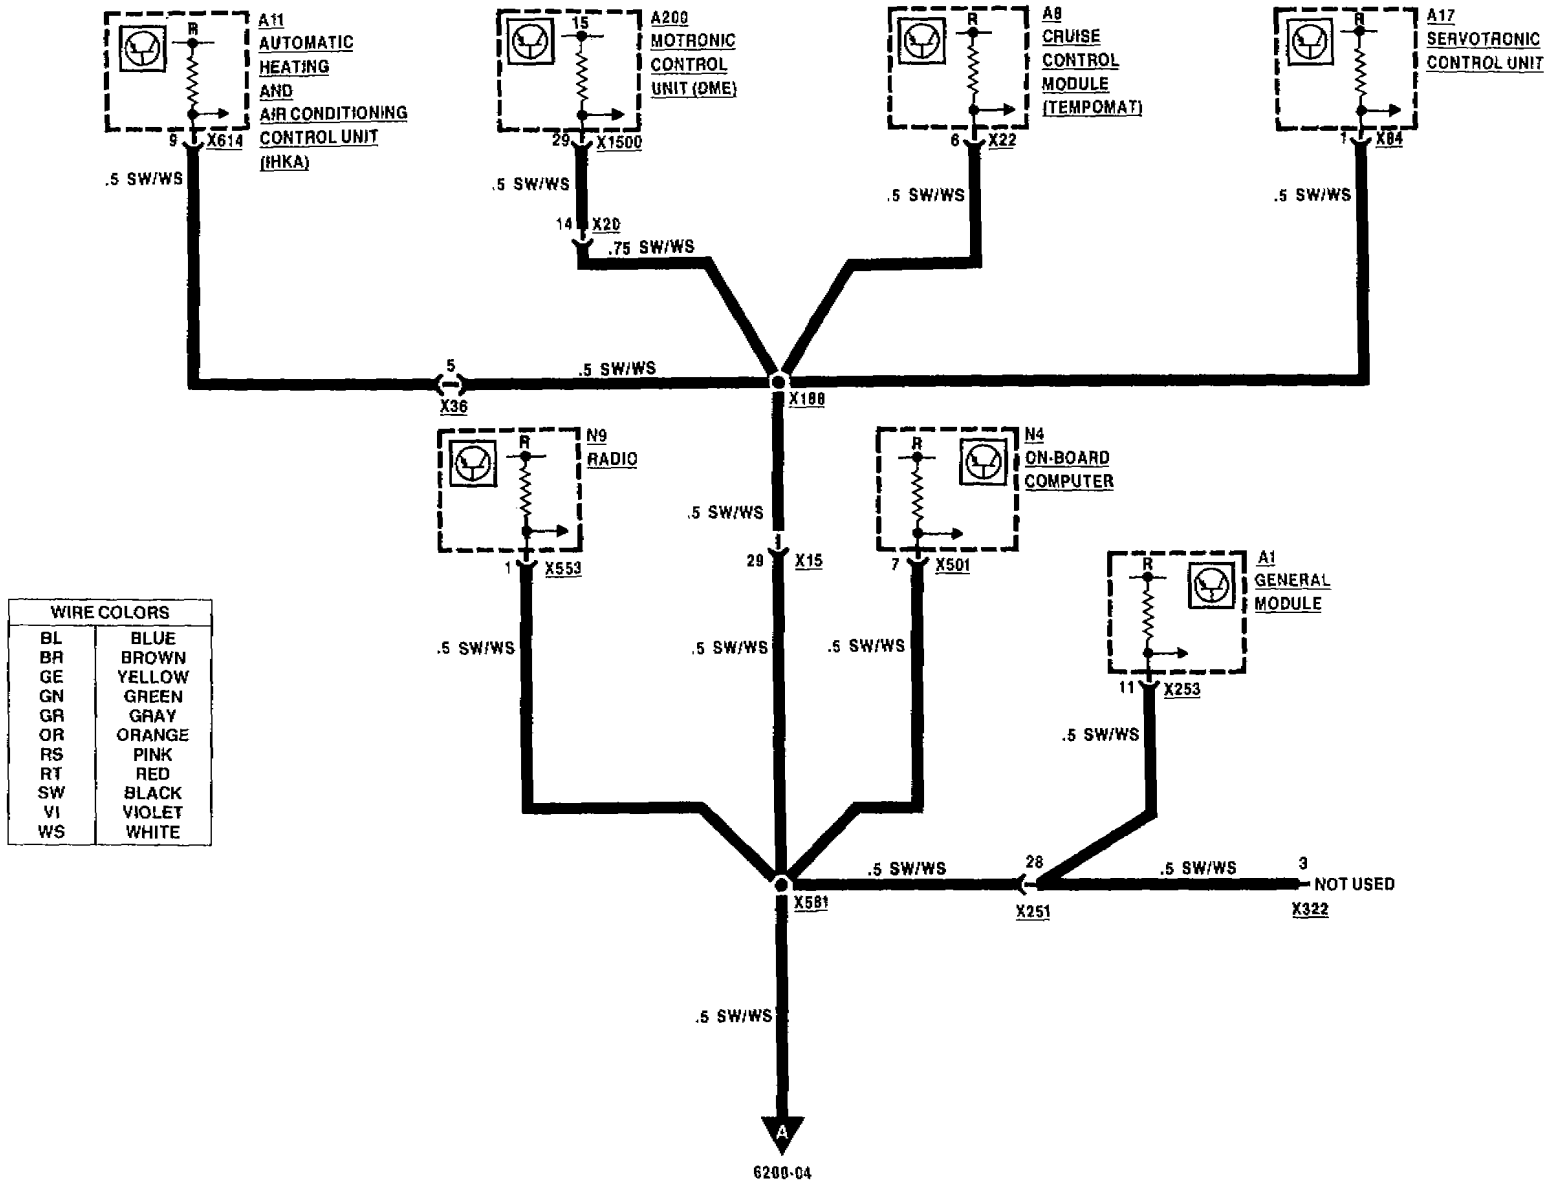 R
A11
AUTOMATIC
HEATING
AND
AIR CONDITIONING
CONTROL UNIT
(IHKA)
9 X614
.5 SW/WS
15
A200
MOTRONIC
CONTROL
UNIT (DME)
29 X1500
.5 SW/WS
14 X20
.75 SW/WS
R
A8
CRUISE
CONTROL
MODULE
(TEMPOMAT)
6 X22
.5 SW/WS
R
A17
SERVOTRONIC
CONTROL UNIT
1 X84
.5 SW/WS
5
X36
.5 SW/WS
X188
R
N9
RADIO
1 X553
.5 SW/WS
.5 SW/WS
29 X15
.5 SW/WS
R
N4
ON-BOARD
COMPUTER
7 X501
.5 SW/WS
R
A1
GENERAL
MODULE
11 X253
.5 SW/WS
WIRE COLORS
BL BLUE
BR BROWN
GE YELLOW
GN GREEN
GR GRAY
OR ORANGE
RS PINK
RT RED
SW BLACK
VI VIOLET
WS WHITE
X581
.5 SW/WS
28
X251
.5 SW/WS
3
NOT USED
X322
.5 SW/WS
A
6200-04